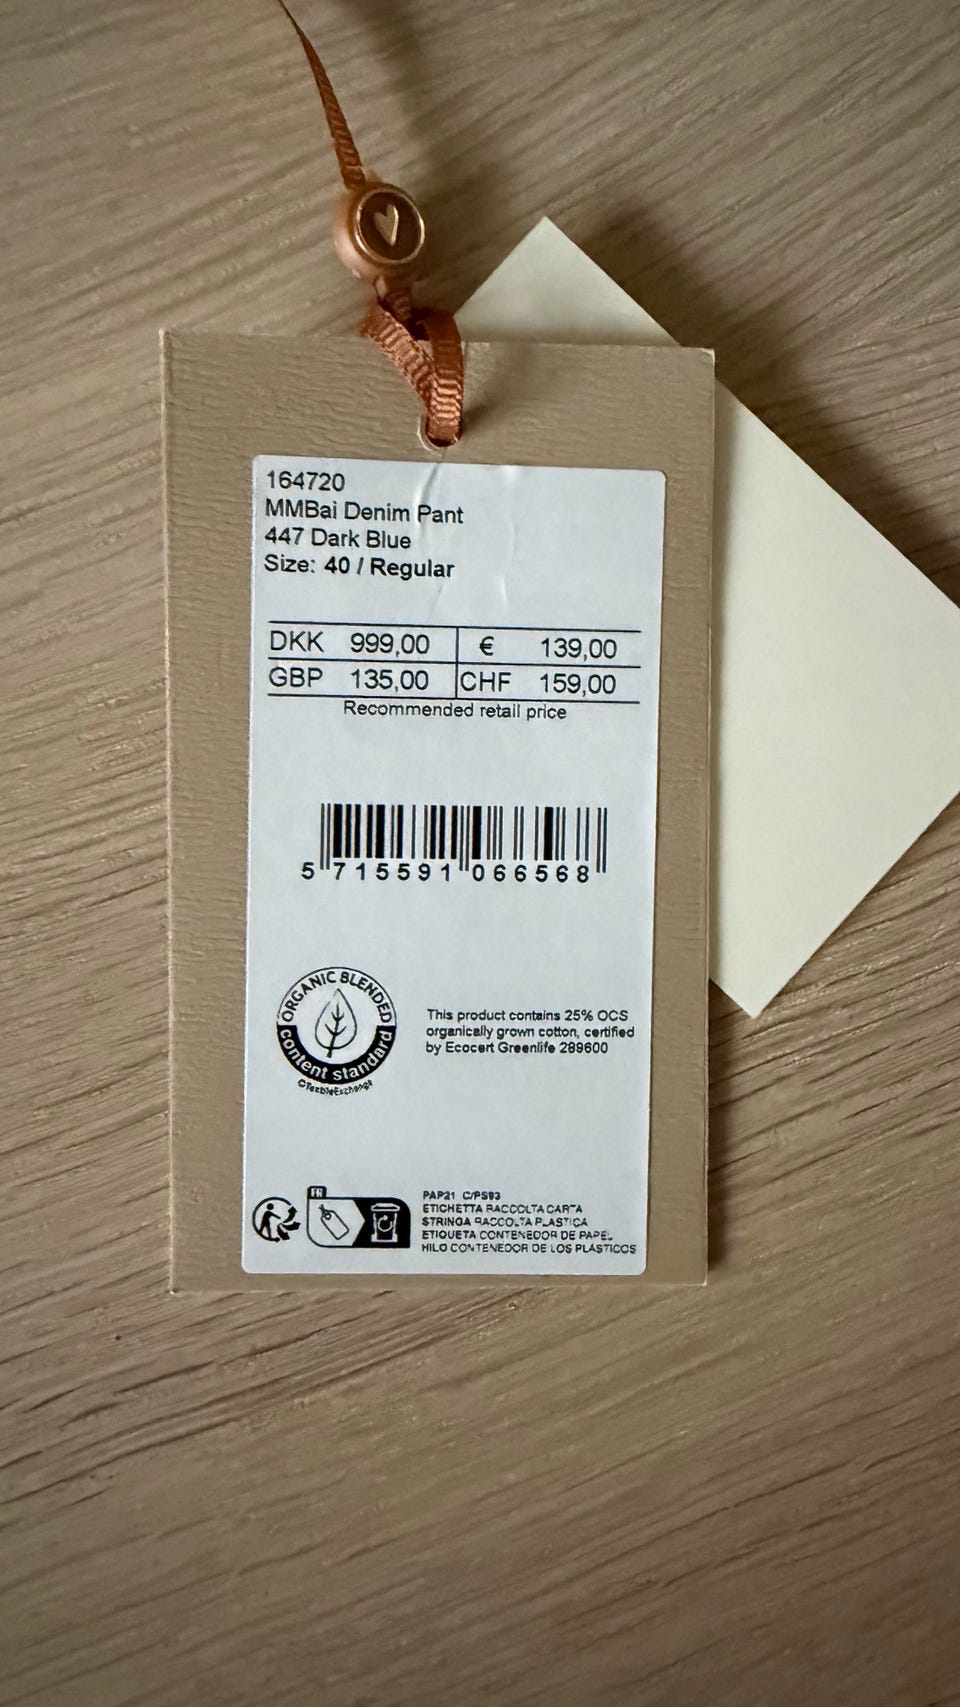 164720
MMBai Denim Pant
447 Dark Blue
Size: 40 / Regular
DKK 999,00 € 139,00
GBP 135,00 CHF 159,00
Recommended retail price
5 715591 066568
ORGANIC BLENDED
content standard
©TextileExchange
This product contains 25% OCS
organically grown cotton, certified
by Ecocert Greenlife 289600
FR
PAP21 C/PS93
ETICHETTA RACCOLTA CARTA
STRINGA RACCOLTA PLASTICA
ETIQUETA CONTENEDOR DE PAPEL
HILO CONTENEDOR DE LOS PLASTICOS